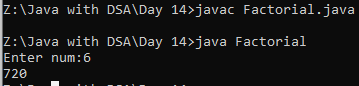 Z:\Java with DSA\Day 14>javac Factorial.java
Z:\Java with DSA\Day 14>java Factorial
Enter num:6
720